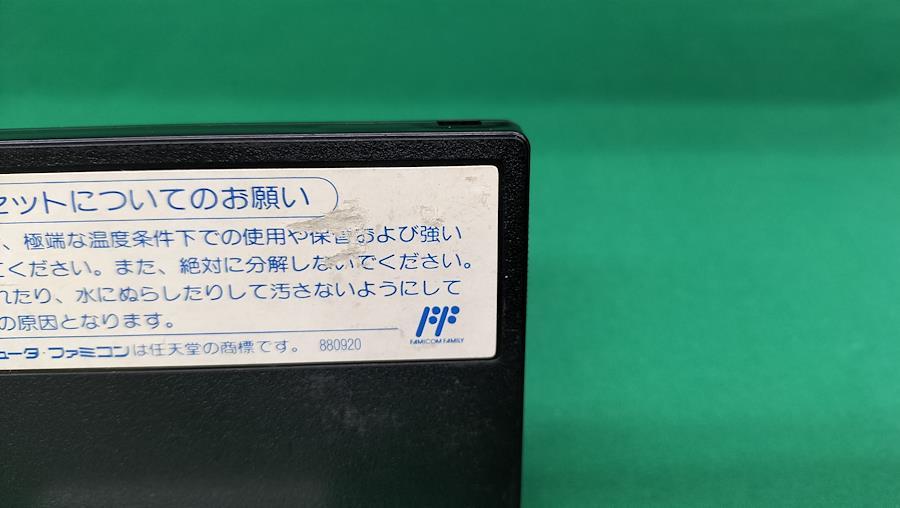 セットについてのお願い
、極端な温度条件下での使用や保管および強い
ください。また、絶対に分解しないでください。
れたり、水にぬらしたりして汚さないようにして
の原因となります。
FF
FAMICOM FAMILY
ュータ・ファミコンは任天堂の商標です。 880920